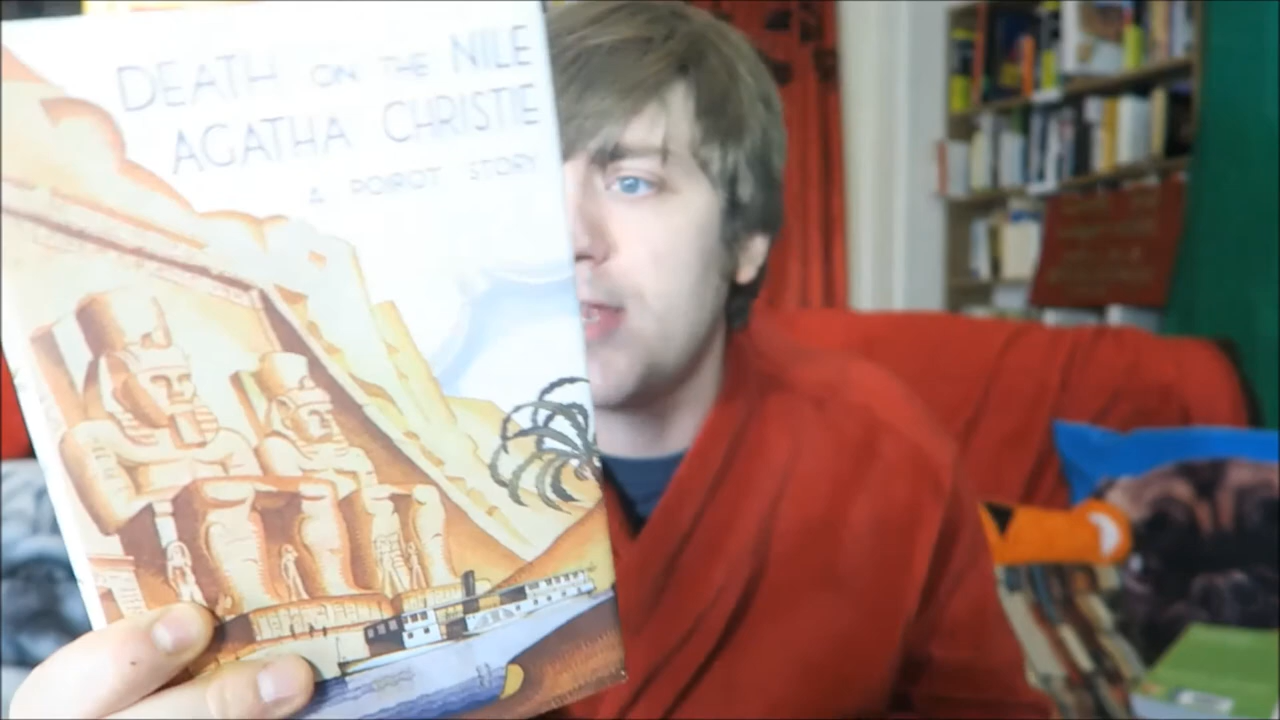 DEATH ON THE NILE
AGATHA CHRISTIE
A POIROT STORY